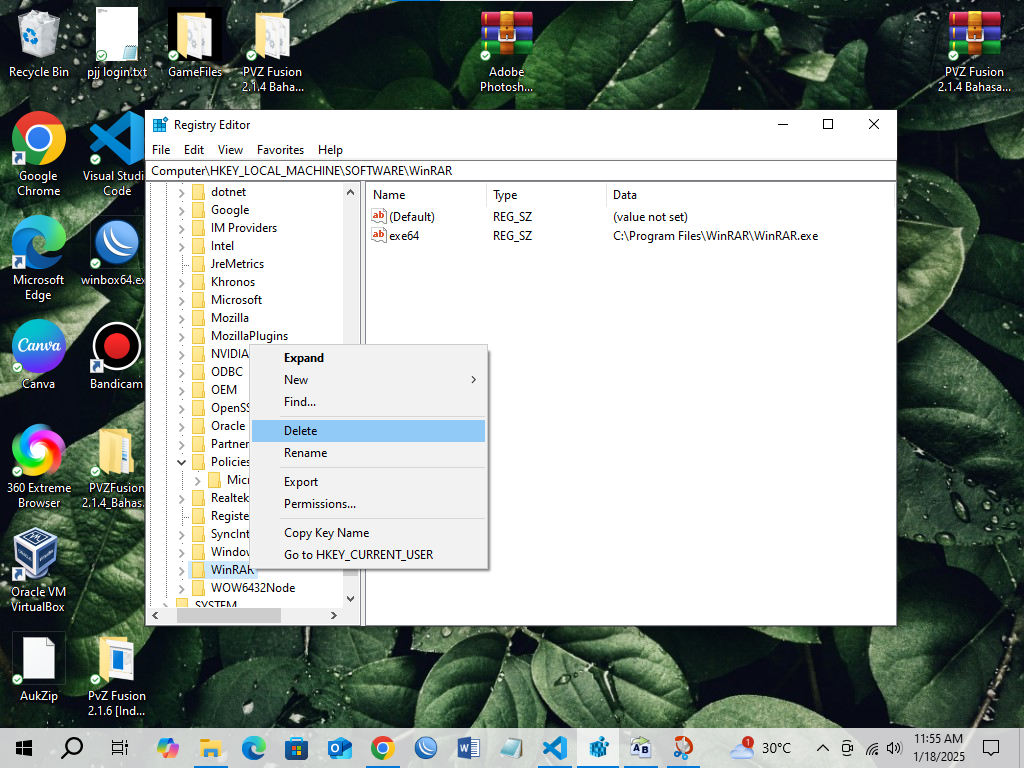 Recycle Bin
pjj login.txt
GameFiles
PVZ Fusion
2.1.4 Baha...
Adobe
Photosh...
PVZ Fusion
2.1.4 Bahasa...
Google
Chrome
Visual Studi
Code
Microsoft
Edge
winbox64.ex
Canva
Canva
Bandicam
360 Extreme
Browser
PVZFusion
2.1.4_Bahas.
Oracle VM
VirtualBox
AukZip
PvZ Fusion
2.1.6 [Ind...
Registry Editor
File Edit View Favorites Help
Computer\HKEY_LOCAL_MACHINE\SOFTWARE\WinRAR
dotnet
Google
IM Providers
Intel
JreMetrics
Khronos
Microsoft
Mozilla
MozillaPlugins
NVIDIA
ODBC
OEM
OpenSS
Oracle
Partner
Policies
Micr
Realtek
Registe
SyncInt
Window
WinRAR
WOW6432Node
SYSTEM
Name Type Data
ab (Default) REG_SZ (value not set)
ab exe64 REG_SZ C:\Program Files\WinRAR\WinRAR.exe
Expand
New
Find...
Delete
Rename
Export
Permissions...
Copy Key Name
Go to HKEY_CURRENT_USER
1
30°C
11:55 AM
1/18/2025